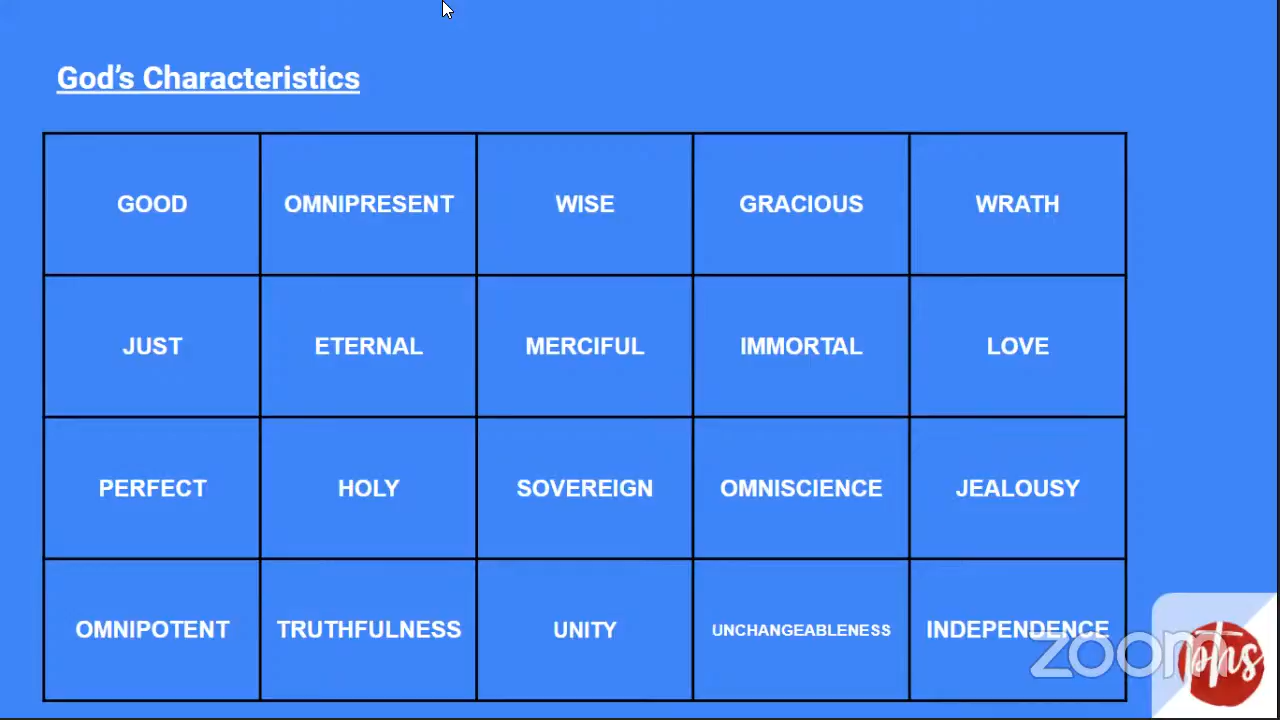 God's Characteristics
GOOD OMNIPRESENT WISE GRACIOUS WRATH
JUST ETERNAL MERCIFUL IMMORTAL LOVE
PERFECT HOLY SOVEREIGN OMNISCIENCE JEALOUSY
OMNIPOTENT TRUTHFULNESS UNITY UNCHANGEABLENESS INDEPENDENCE
zoom
phs